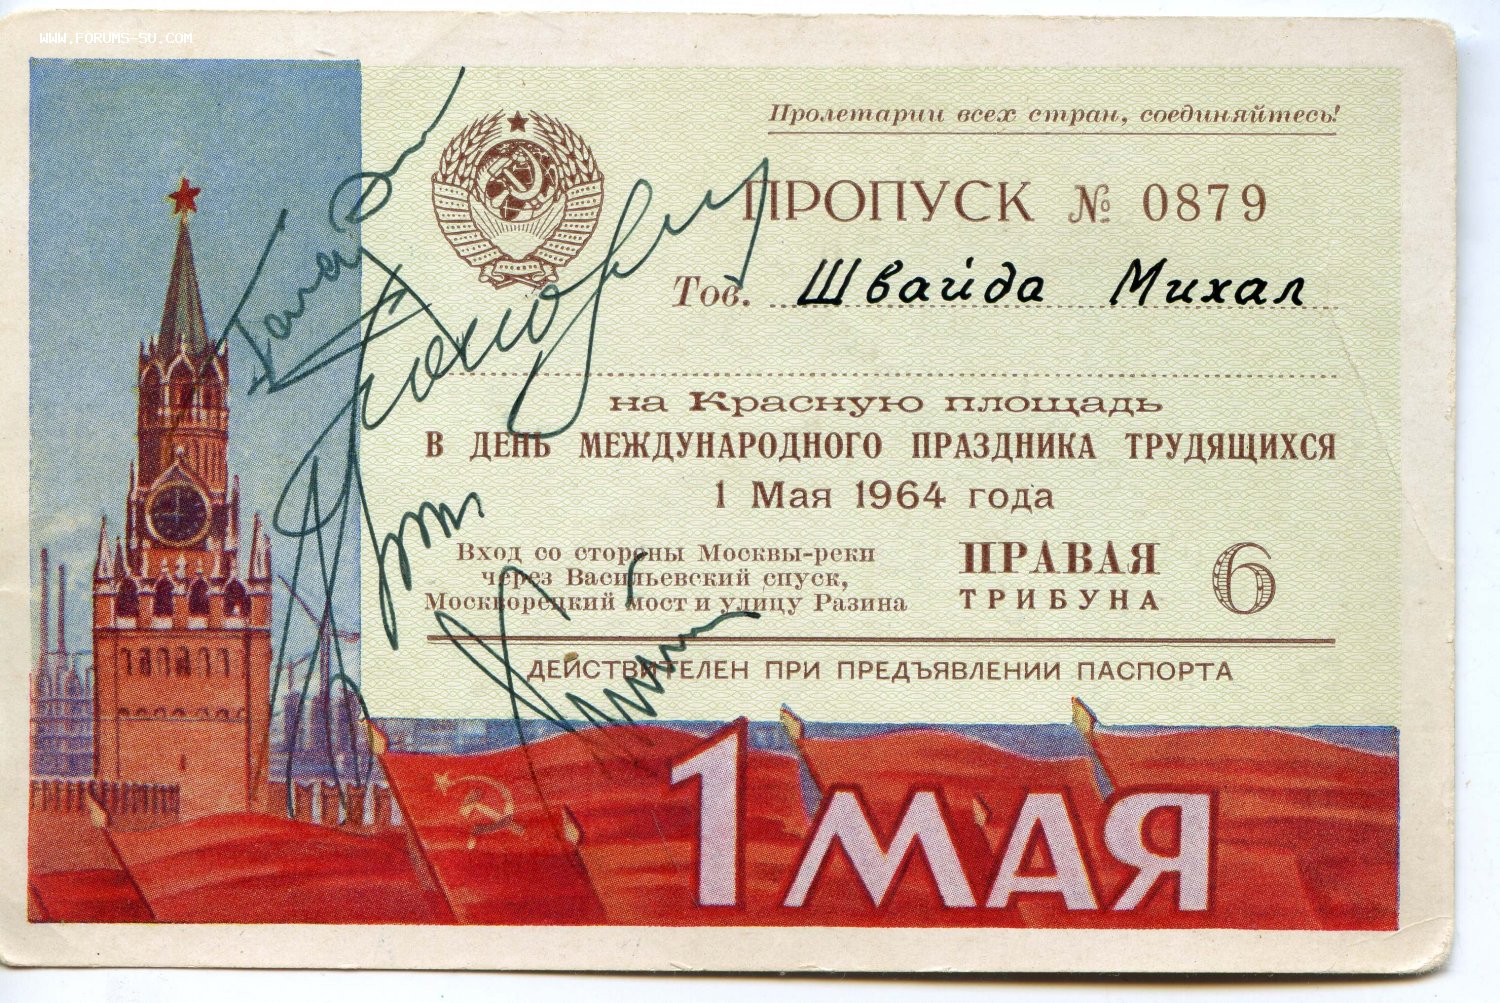 WWW.FORUMS-SU.COM
Пролетарии всех стран, соединяйтесь!
ПРОПУСК № 0879
Тов. Швайда Михал
на Красную площадь
В ДЕНЬ МЕЖДУНАРОДНОГО ПРАЗДНИКА ТРУДЯЩИХСЯ
1 Мая 1964 года
Вход со стороны Москвы-реки
через Васильевский спуск,
Москворецкий мост и улицу Разина
ПРАВАЯ
ТРИБУНА
6
ДЕЙСТВИТЕЛЕН ПРИ ПРЕДЪЯВЛЕНИИ ПАСПОРТА
1 МАЯ